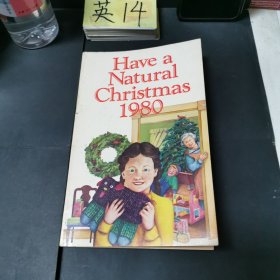 英 14
Have a
Natural
Christmas
1980